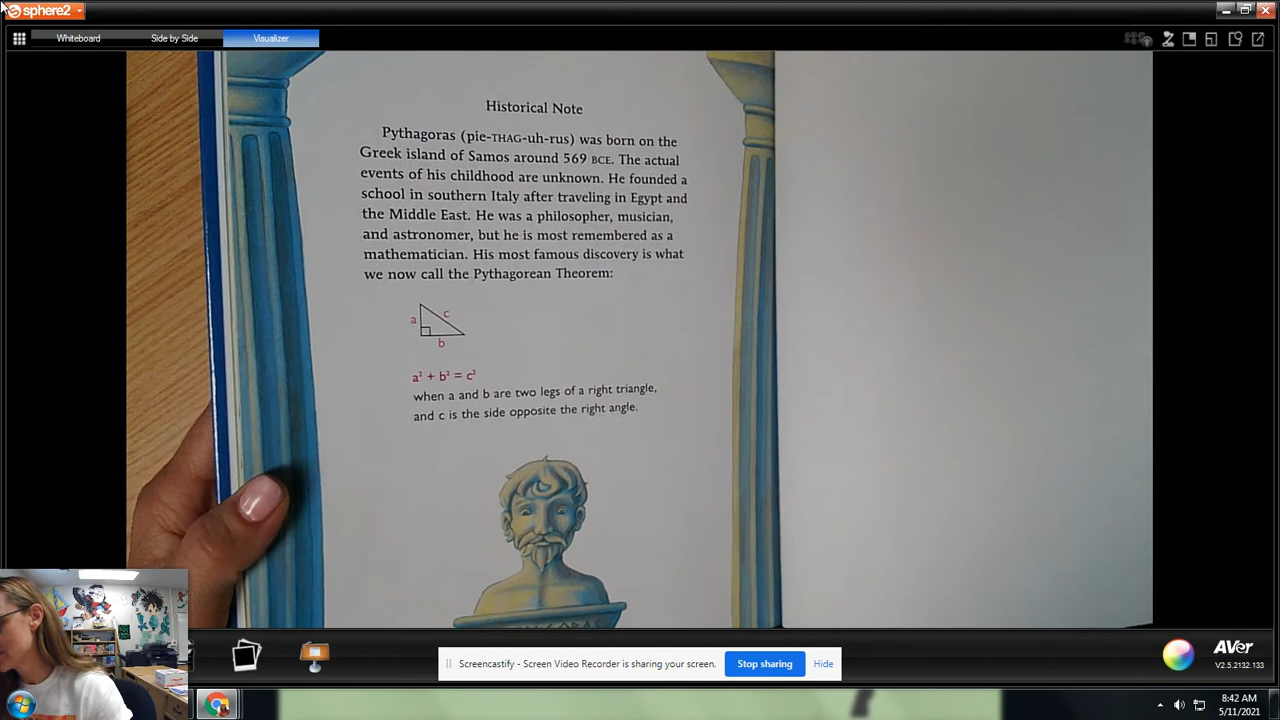 sphere2
Whiteboard
Side by Side
Visualizer
Historical Note
Pythagoras (pie-THAG-uh-rus) was born on the
Greek island of Samos around 569 BCE. The actual
events of his childhood are unknown. He founded a
school in southern Italy after traveling in Egypt and
the Middle East. He was a philosopher, musician,
and astronomer, but he is most remembered as a
mathematician. His most famous discovery is what
we now call the Pythagorean Theorem:
a
c
b
a² + b² = c²
when a and b are two legs of a right triangle,
and c is the side opposite the right angle.
Screencastify - Screen Video Recorder is sharing your screen.
Stop sharing
Hide
AVer
V2.5.2132.133
8:42 AM
5/11/2021